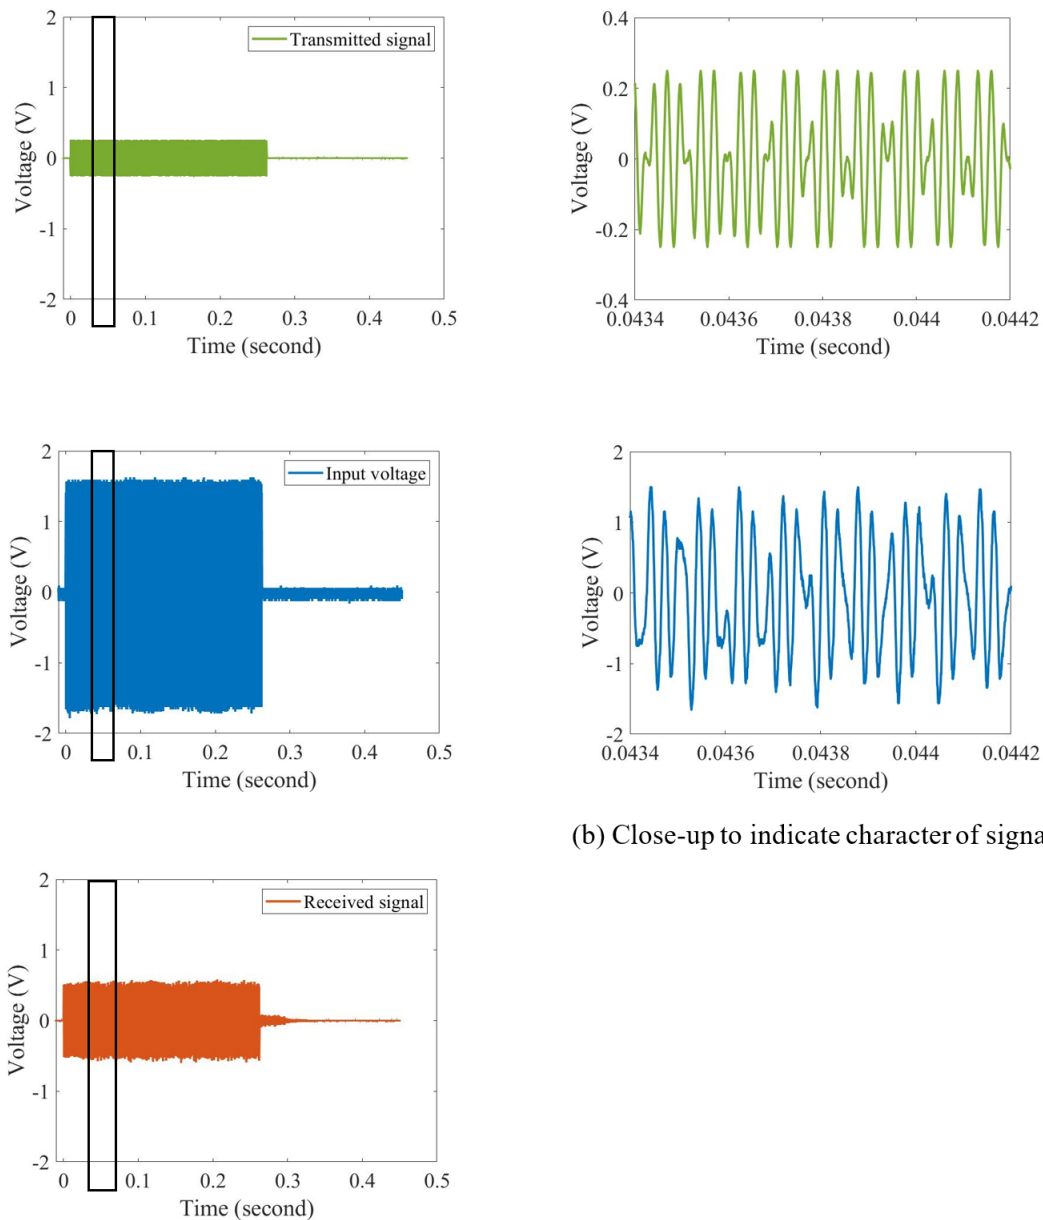 Transmitted signal
Voltage (V)
2
1
0
-1
-2
0 0.1 0.2 0.3 0.4 0.5
Time (second)
Voltage (V)
0.4
0.2
0
-0.2
-0.4
0.0434 0.0436 0.0438 0.044 0.0442
Time (second)
Input voltage
Voltage (V)
2
1
0
-1
-2
0 0.1 0.2 0.3 0.4 0.5
Time (second)
Voltage (V)
2
1
0
-1
-2
0.0434 0.0436 0.0438 0.044 0.0442
Time (second)
(b) Close-up to indicate character of signa
Received signal
Voltage (V)
2
1
0
-1
-2
0 0.1 0.2 0.3 0.4 0.5
Time (second)